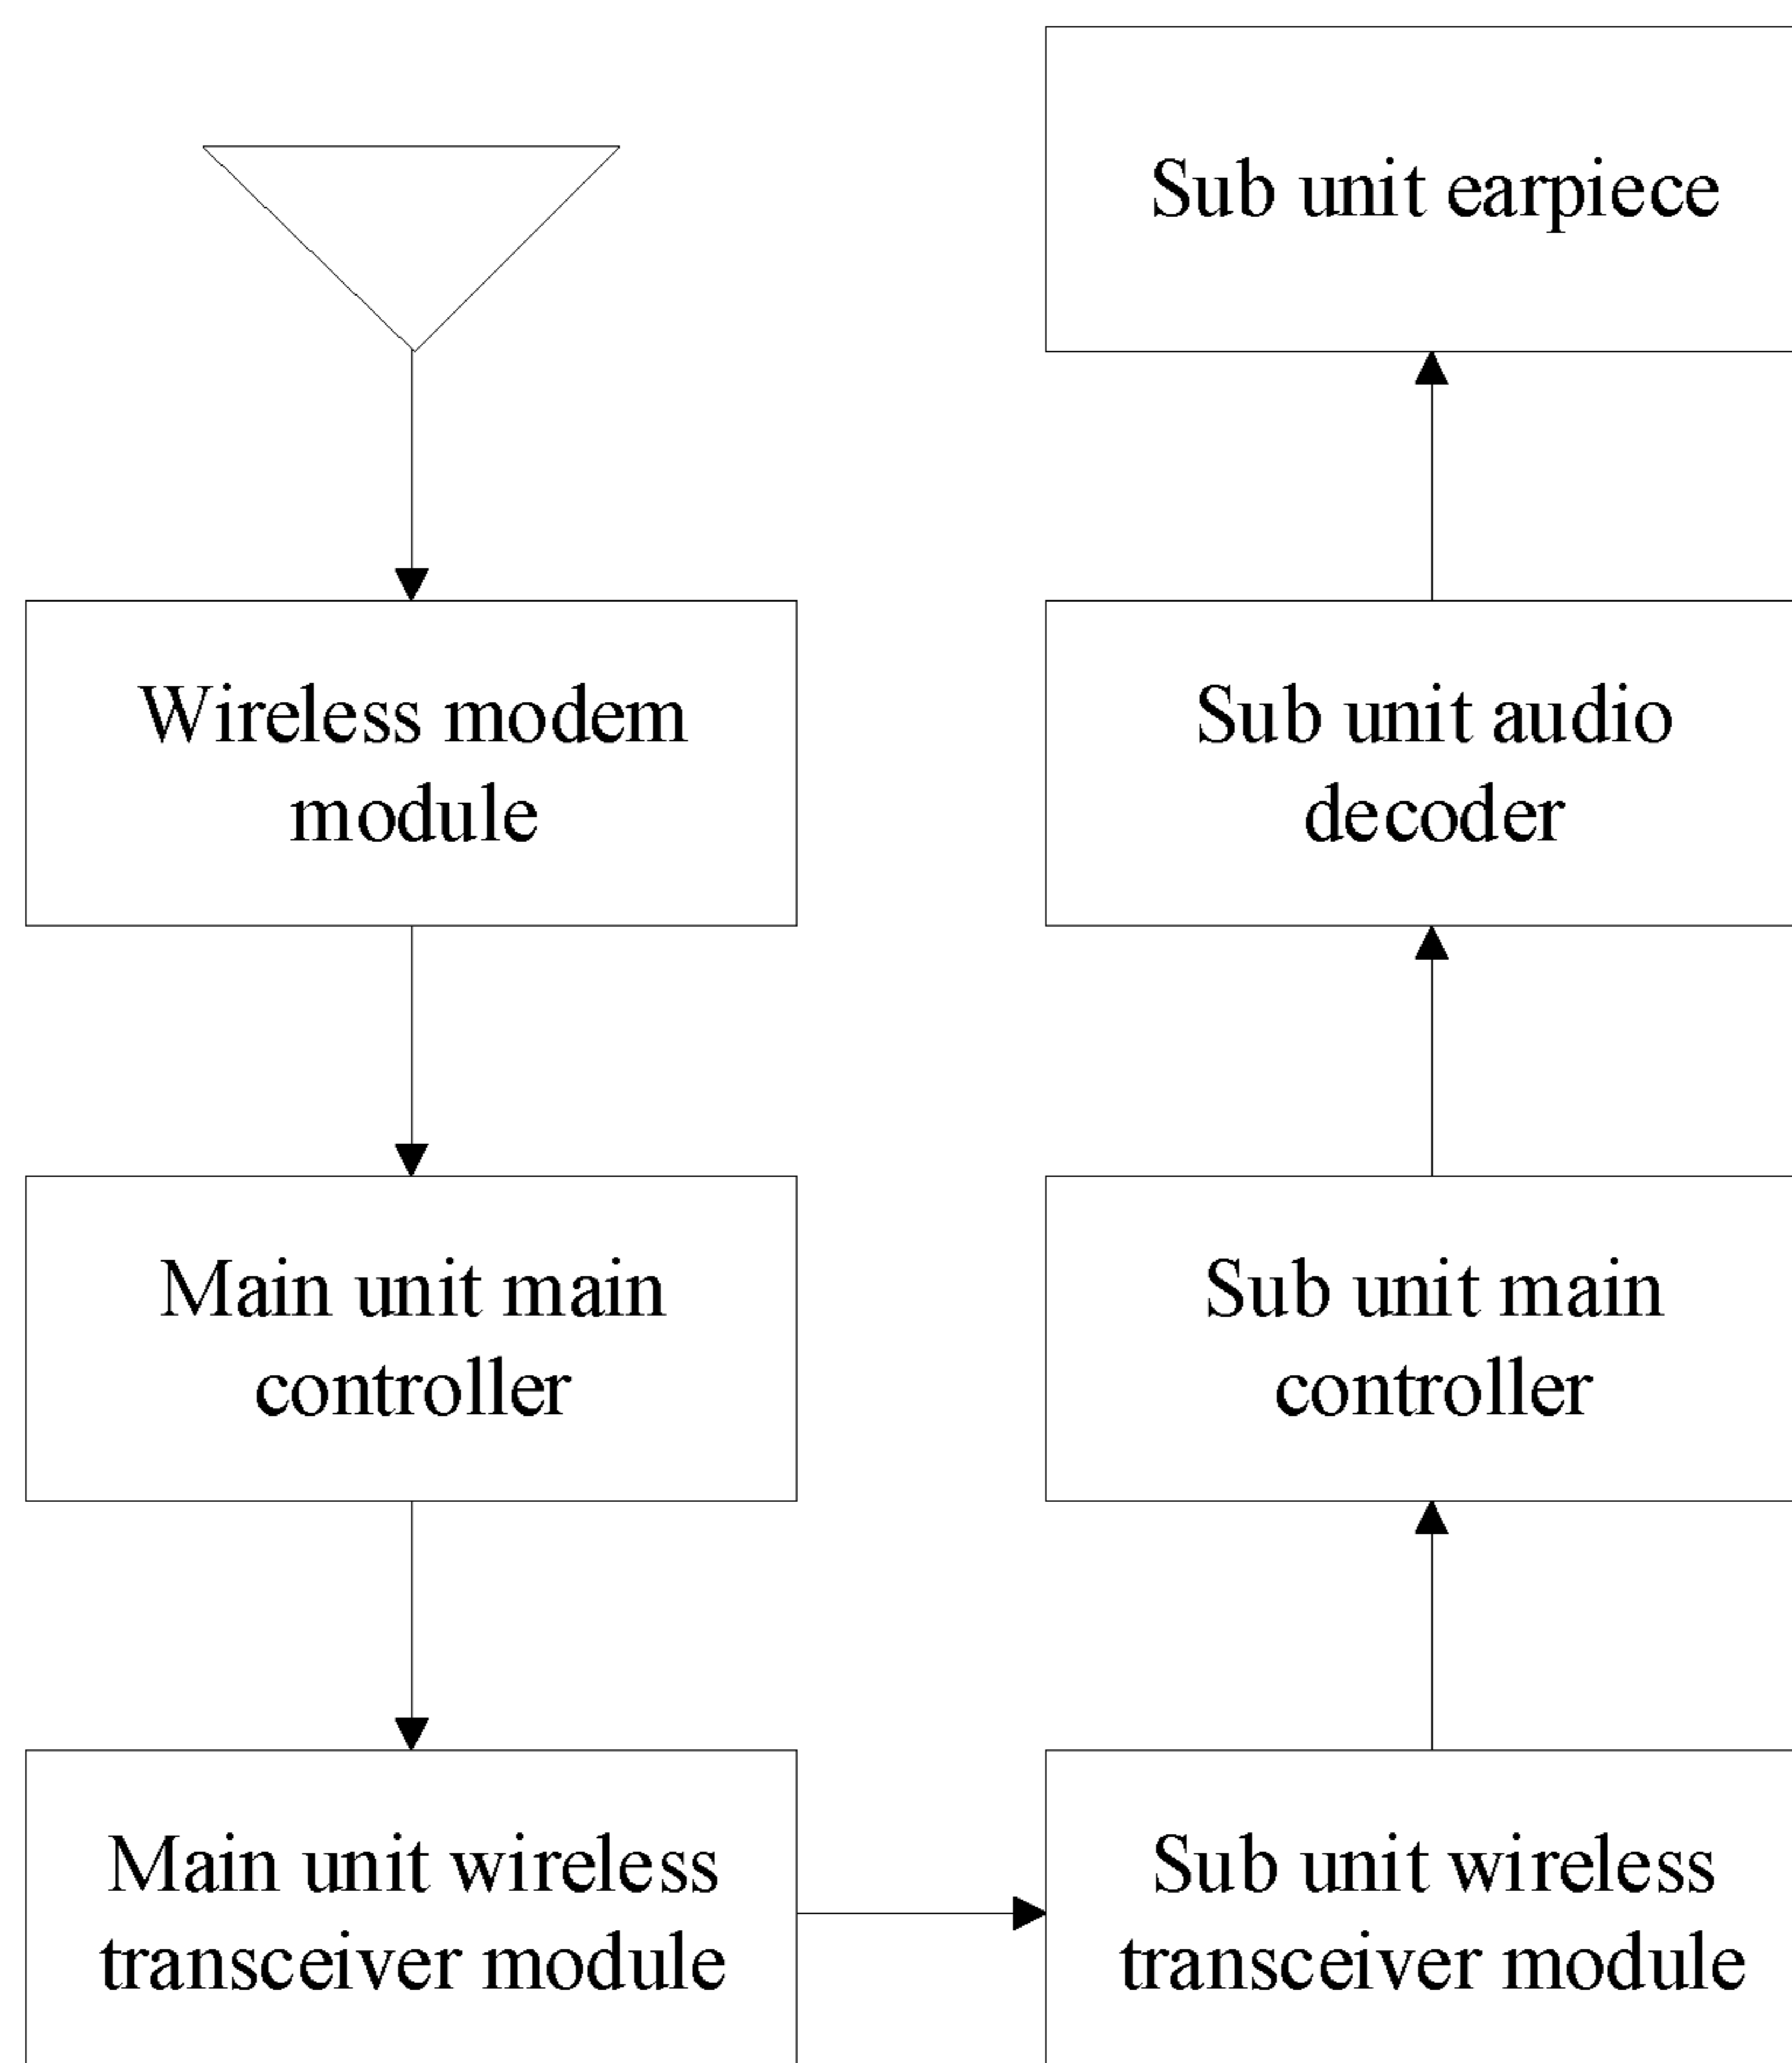 Sub unit earpiece
Wireless modem
module
Sub unit audio
decoder
Main unit main
controller
Sub unit main
controller
Main unit wireless
transceiver module
Sub unit wireless
transceiver module